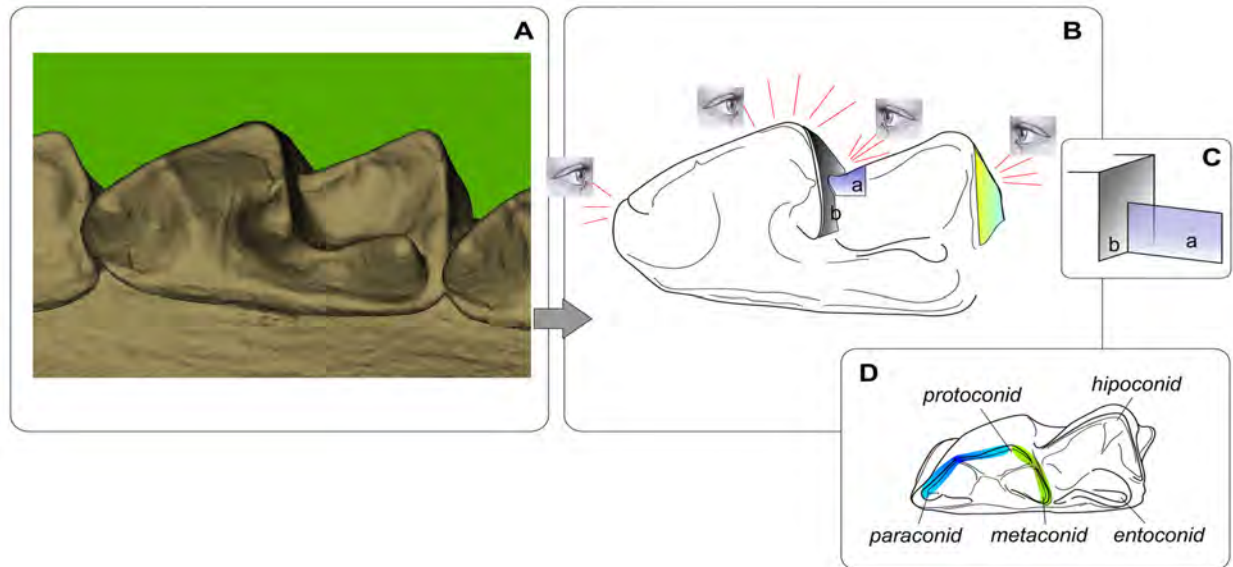 A
B
a
b
C
b
a
D
protoconid
hipoconid
paraconid
metaconid
entoconid